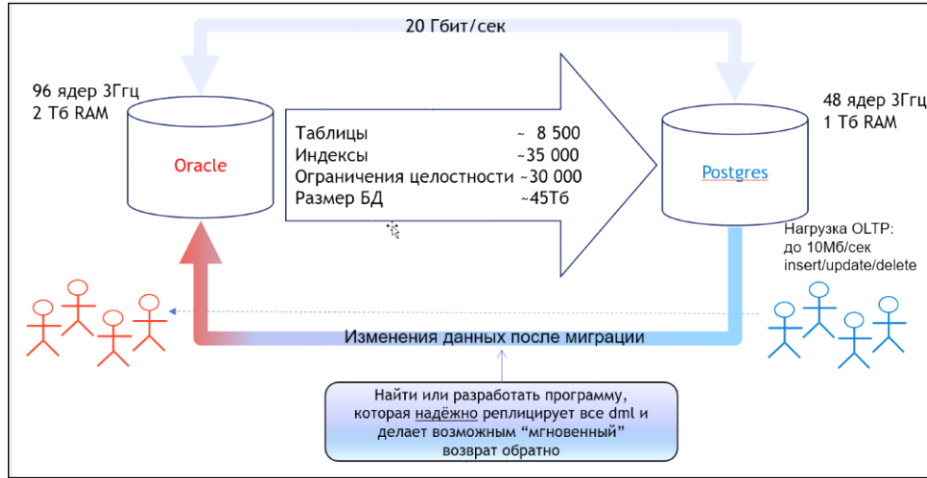 20 Гбит/сек
96 ядер 3Ггц
2 Тб RAM
48 ядер 3Ггц
1 Тб RAM
Oracle
Таблицы ~ 8 500
Индексы ~35 000
Ограничения целостности ~30 000
Размер БД ~45Тб
Postgres
Нагрузка OLTP:
до 10Мб/сек
insert/update/delete
Изменения данных после миграции
Найти или разработать программу,
которая надёжно реплицирует все dml и
делает возможным “мгновенный”
возврат обратно